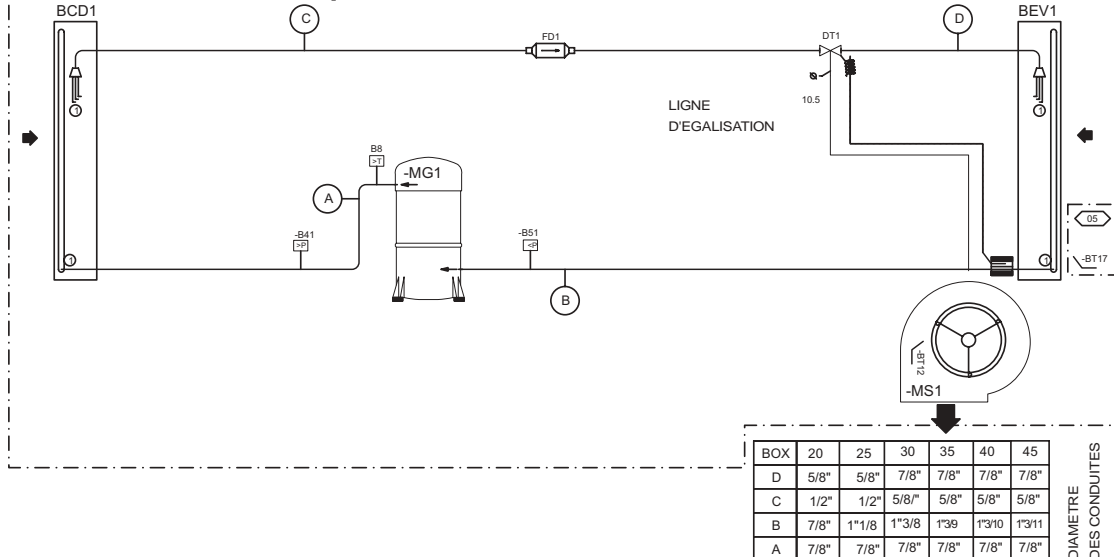 BCD1
C
FD1
DT1
D
BEV1
10.5
LIGNE
D'EGALISATION
1
1
B8
>T
-MG1
A
-B41
>P
-B51
<P
B
1
1
05
-BT17
-BT12
-MS1
BOX 20 25 30 35 40 45
D 5/8" 5/8" 7/8" 7/8" 7/8" 7/8"
C 1/2" 1/2" 5/8/" 5/8" 5/8" 5/8"
B 7/8" 1"1/8 1"3/8 1"3/9 1"3/10 1"3/11
A 7/8" 7/8" 7/8" 7/8" 7/8" 7/8"
DIAMETRE
DES CONDUITES